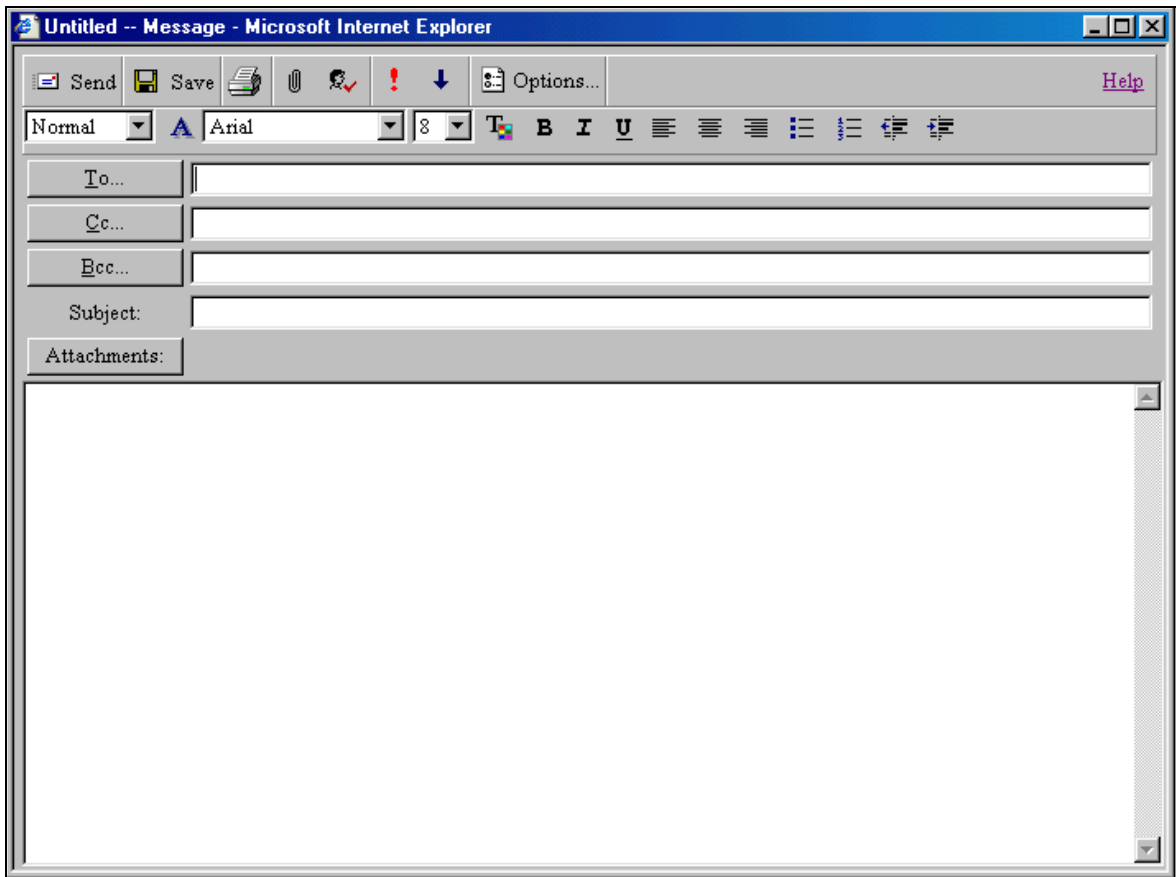 Untitled -- Message - Microsoft Internet Explorer
Send Save Options... Help
Normal A Arial 8 T B I U
To...
Cc...
Bcc...
Subject:
Attachments: